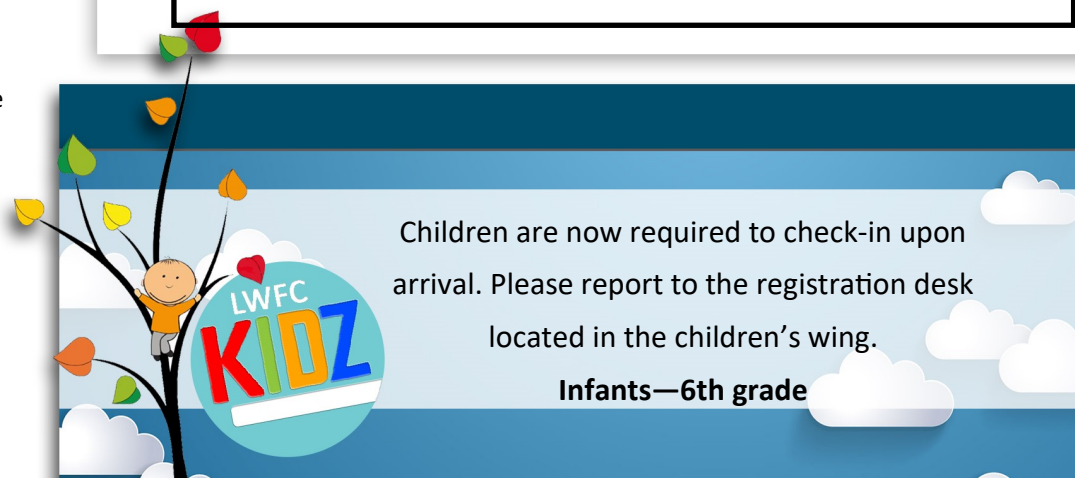 e
Children are now required to check-in upon
arrival. Please report to the registration desk
located in the children’s wing.
Infants—6th grade
LWFC
KIDZ